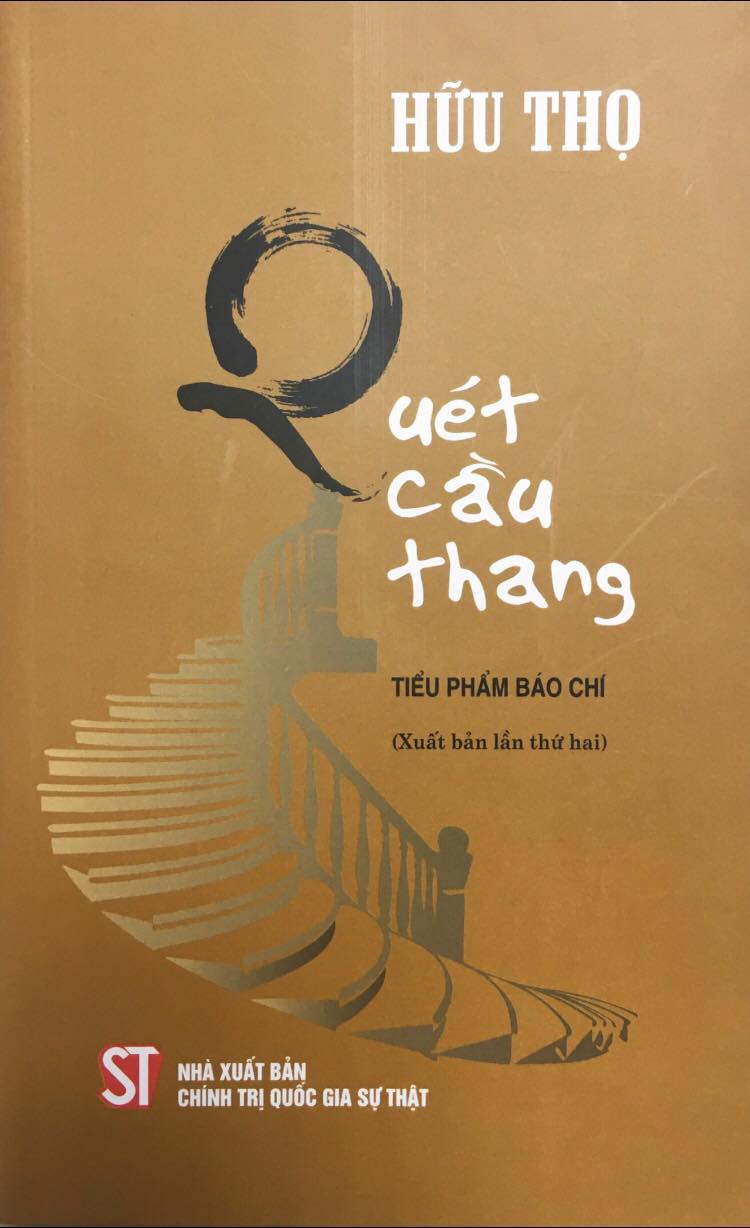 HỮU THỌ
Quét
cầu
thang
TIỂU PHẨM BÁO CHÍ
(Xuất bản lần thứ hai)
ST
NHÀ XUẤT BẢN
CHÍNH TRỊ QUỐC GIA SỰ THẬT